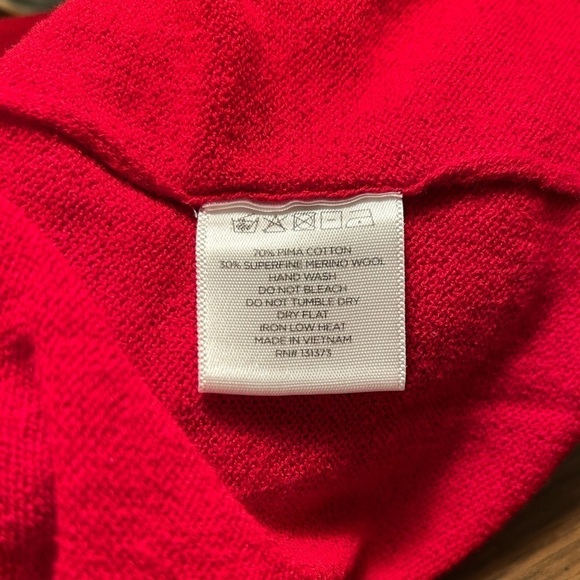 70% PIMA COTTON
30% SUPERFINE MERINO WOOL
HAND WASH
DO NOT BLEACH
DO NOT TUMBLE DRY
DRY FLAT
IRON LOW HEAT
MADE IN VIETNAM
RN# 131373